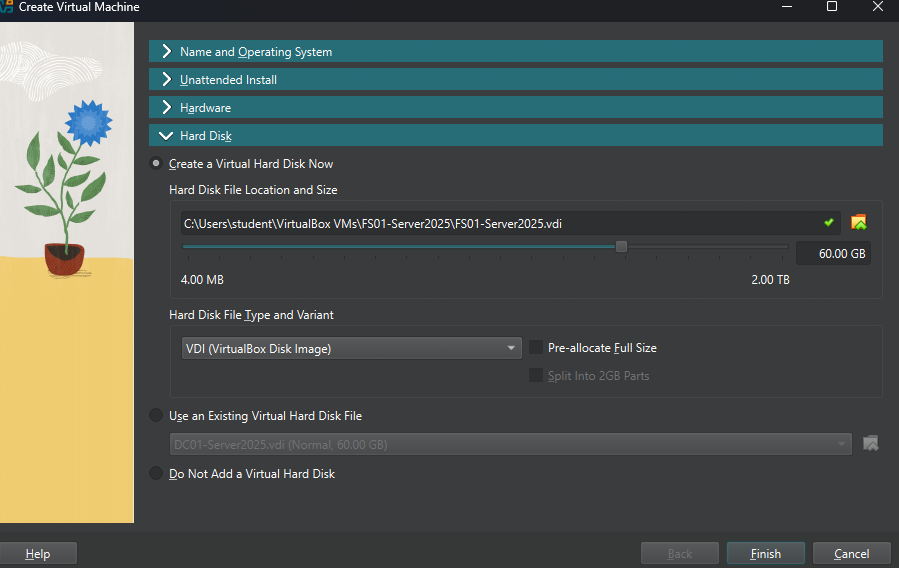 Create Virtual Machine
Name and Operating System
Unattended Install
Hardware
Hard Disk
Create a Virtual Hard Disk Now
Hard Disk File Location and Size
C:\Users\student\VirtualBox VMs\FS01-Server2025\FS01-Server2025.vdi
60.00 GB
4.00 MB 2.00 TB
Hard Disk File Type and Variant
VDI (VirtualBox Disk Image) Pre-allocate Full Size
Split Into 2GB Parts
Use an Existing Virtual Hard Disk File
DC01-Server2025.vdi (Normal, 60.00 GB)
Do Not Add a Virtual Hard Disk
Help Back Finish Cancel